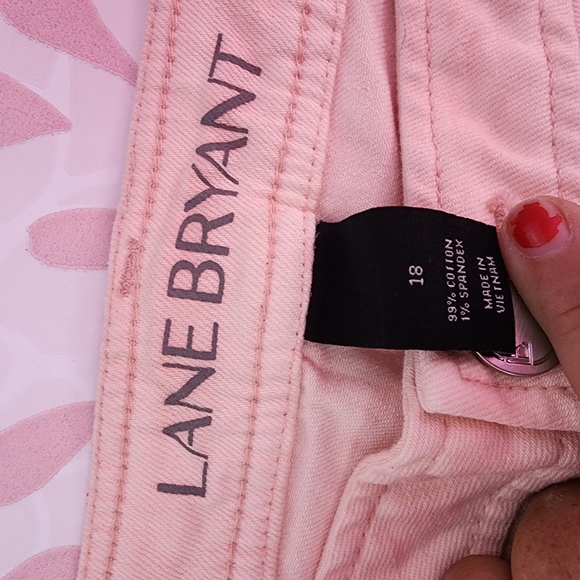 LANE BRYANT
18
99% COTTON
1% SPANDEX
MADE IN
VIETNAM